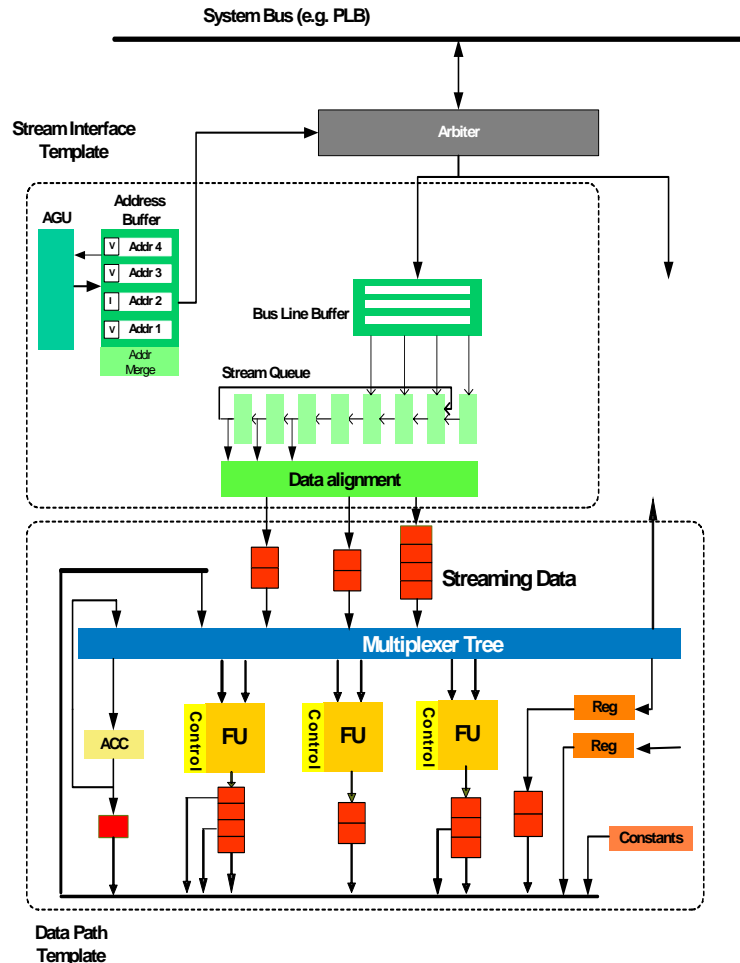 System Bus (e.g. PLB)
Arbiter
Stream Interface
Template
AGU
Address
Buffer
V Addr 4
V Addr 3
I Addr 2
V Addr 1
Addr
Merge
Bus Line Buffer
Stream Queue
Data alignment
Streaming Data
Multiplexer Tree
Control
FU
Control
FU
Control
FU
Reg
ACC
Reg
Constants
Data Path
Template